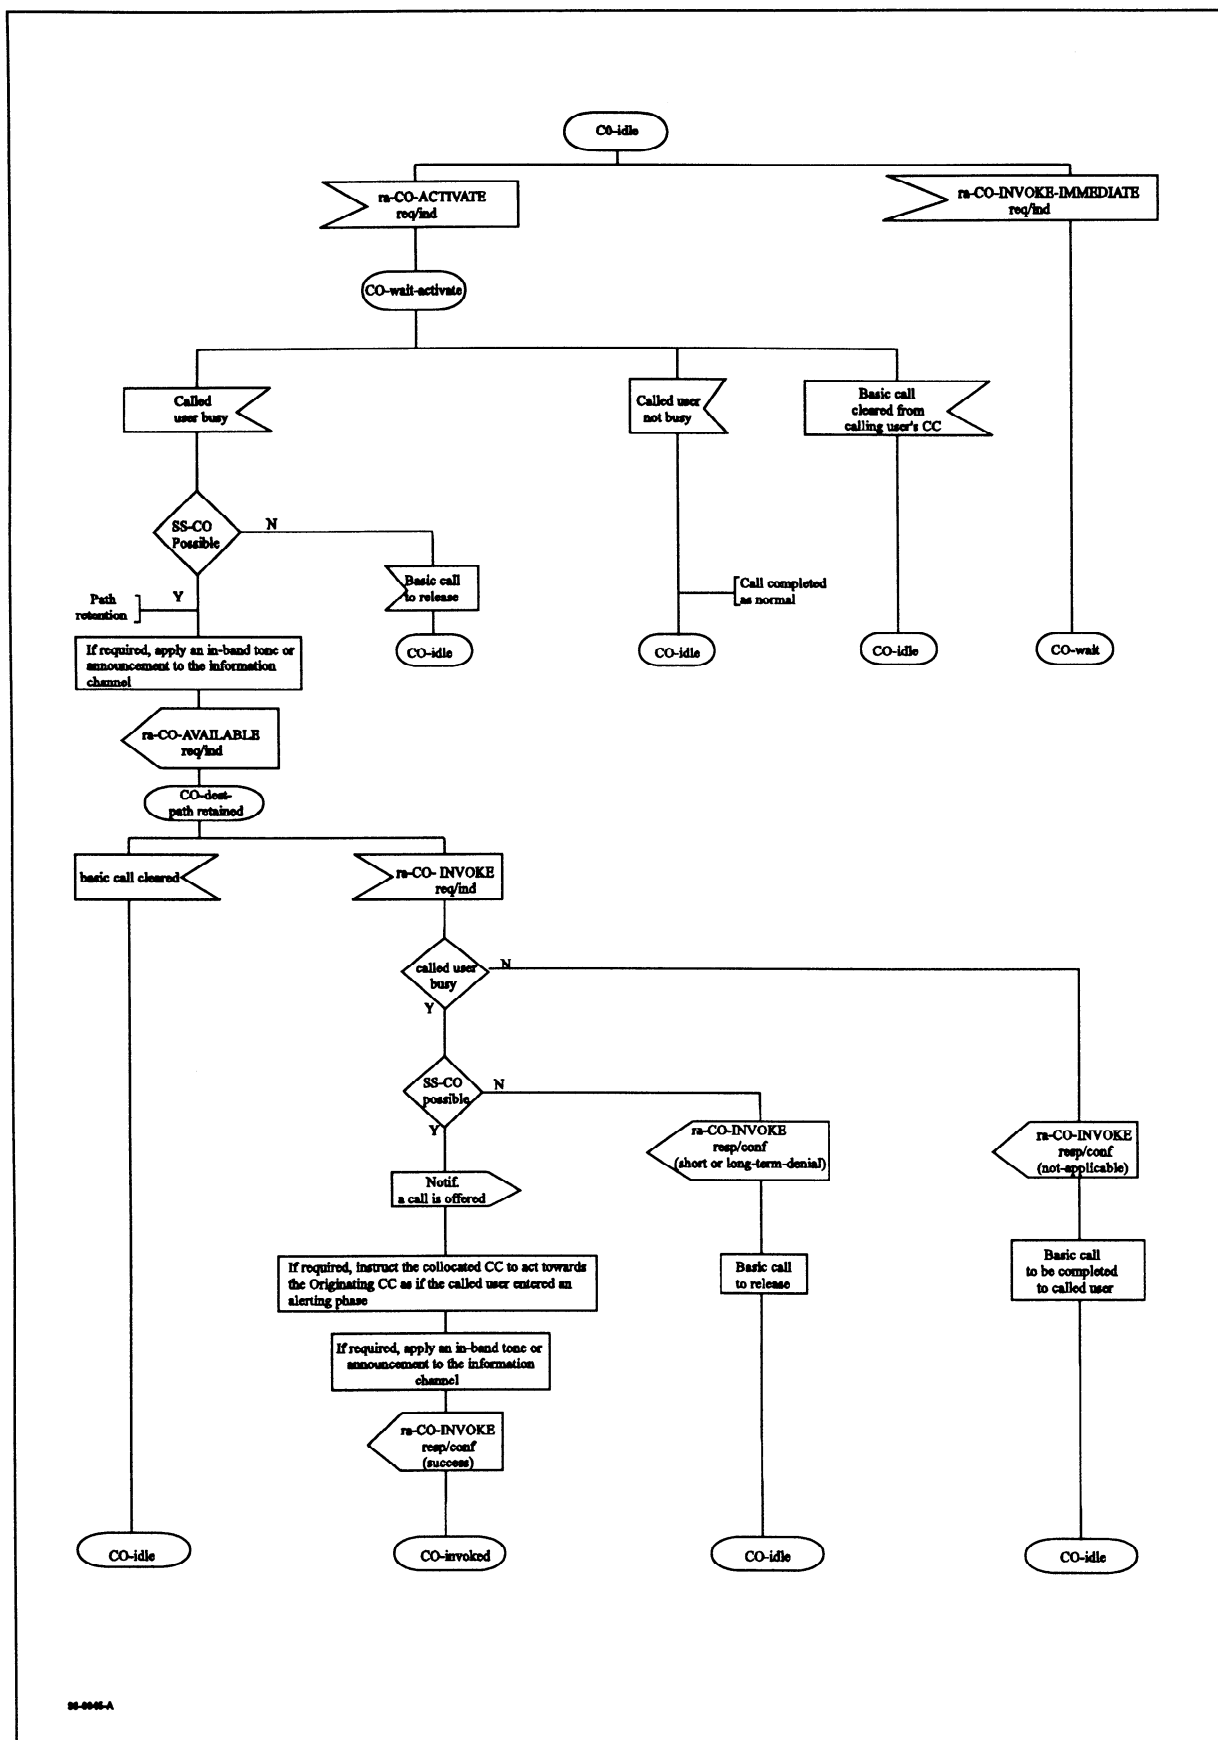 C0-idle
ra-CO-ACTIVATE
req/ind
ra-CO-INVOKE-IMMEDIATE
req/ind
CO-wait-activate
Called
user busy
Called user
not busy
Basic call
cleared from
calling user's CC
SS-CO
Possible
N
Y
Path
retention
Basic call
to release
CO-idle
Call completed
as normal
CO-idle
CO-idle
CO-wait
If required, apply an in-band tone or
announcement to the information
channel
ra-CO-AVAILABLE
req/ind
CO-dest-
path retained
basic call cleared
ra-CO- INVOKE
req/ind
called user
busy
N
Y
SS-CO
possible
N
Y
ra-CO-INVOKE
resp/conf
(short or long-term-denial)
ra-CO-INVOKE
resp/conf
(not-applicable)
Notif.
a call is offered
If required, instruct the collocated CC to act towards
the Originating CC as if the called user entered an
alerting phase
Basic call
to release
Basic call
to be completed
to called user
If required, apply an in-band tone or
announcement to the information
channel
ra-CO-INVOKE
resp/conf
(success)
CO-idle
CO-invoked
CO-idle
CO-idle